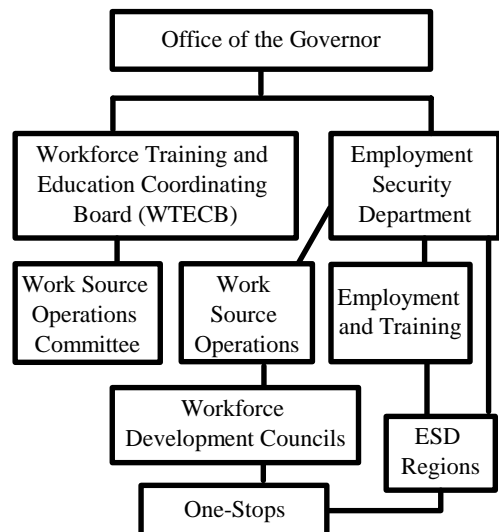 Office of the Governor
Workforce Training and
Education Coordinating
Board (WTECB)
Employment
Security
Department
Work Source
Operations
Committee
Work
Source
Operations
Employment
and Training
Workforce
Development Councils
ESD
Regions
One-Stops